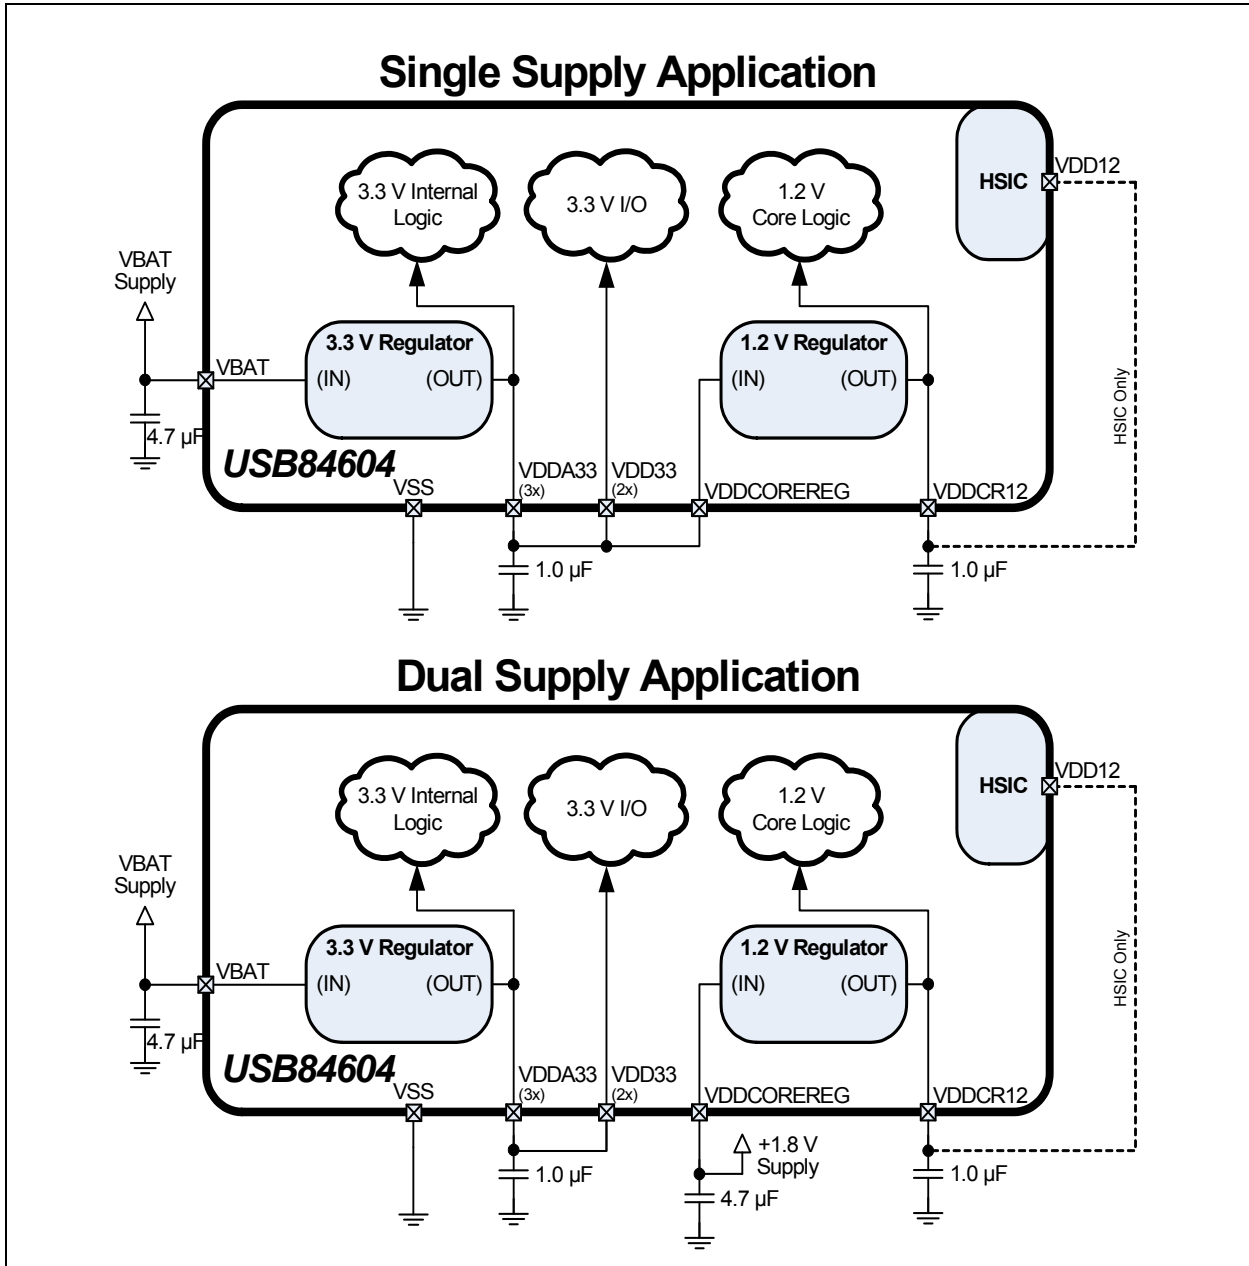 Single Supply Application
HSIC
VDD12
3.3 V Internal
Logic
3.3 V I/O
1.2 V
Core Logic
VBAT
Supply
3.3 V Regulator
1.2 V Regulator
VBAT
(IN)
(OUT)
(IN)
(OUT)
HSIC Only
4.7 µF
USB84604
VSS
VDDA33
(3x)
VDD33
(2x)
VDDCOREREG
VDDCR12
1.0 µF
1.0 µF
Dual Supply Application
HSIC
VDD12
3.3 V Internal
Logic
3.3 V I/O
1.2 V
Core Logic
VBAT
Supply
3.3 V Regulator
1.2 V Regulator
VBAT
(IN)
(OUT)
(IN)
(OUT)
HSIC Only
4.7 µF
USB84604
VSS
VDDA33
(3x)
VDD33
(2x)
VDDCOREREG
VDDCR12
+1.8 V
Supply
1.0 µF
4.7 µF
1.0 µF